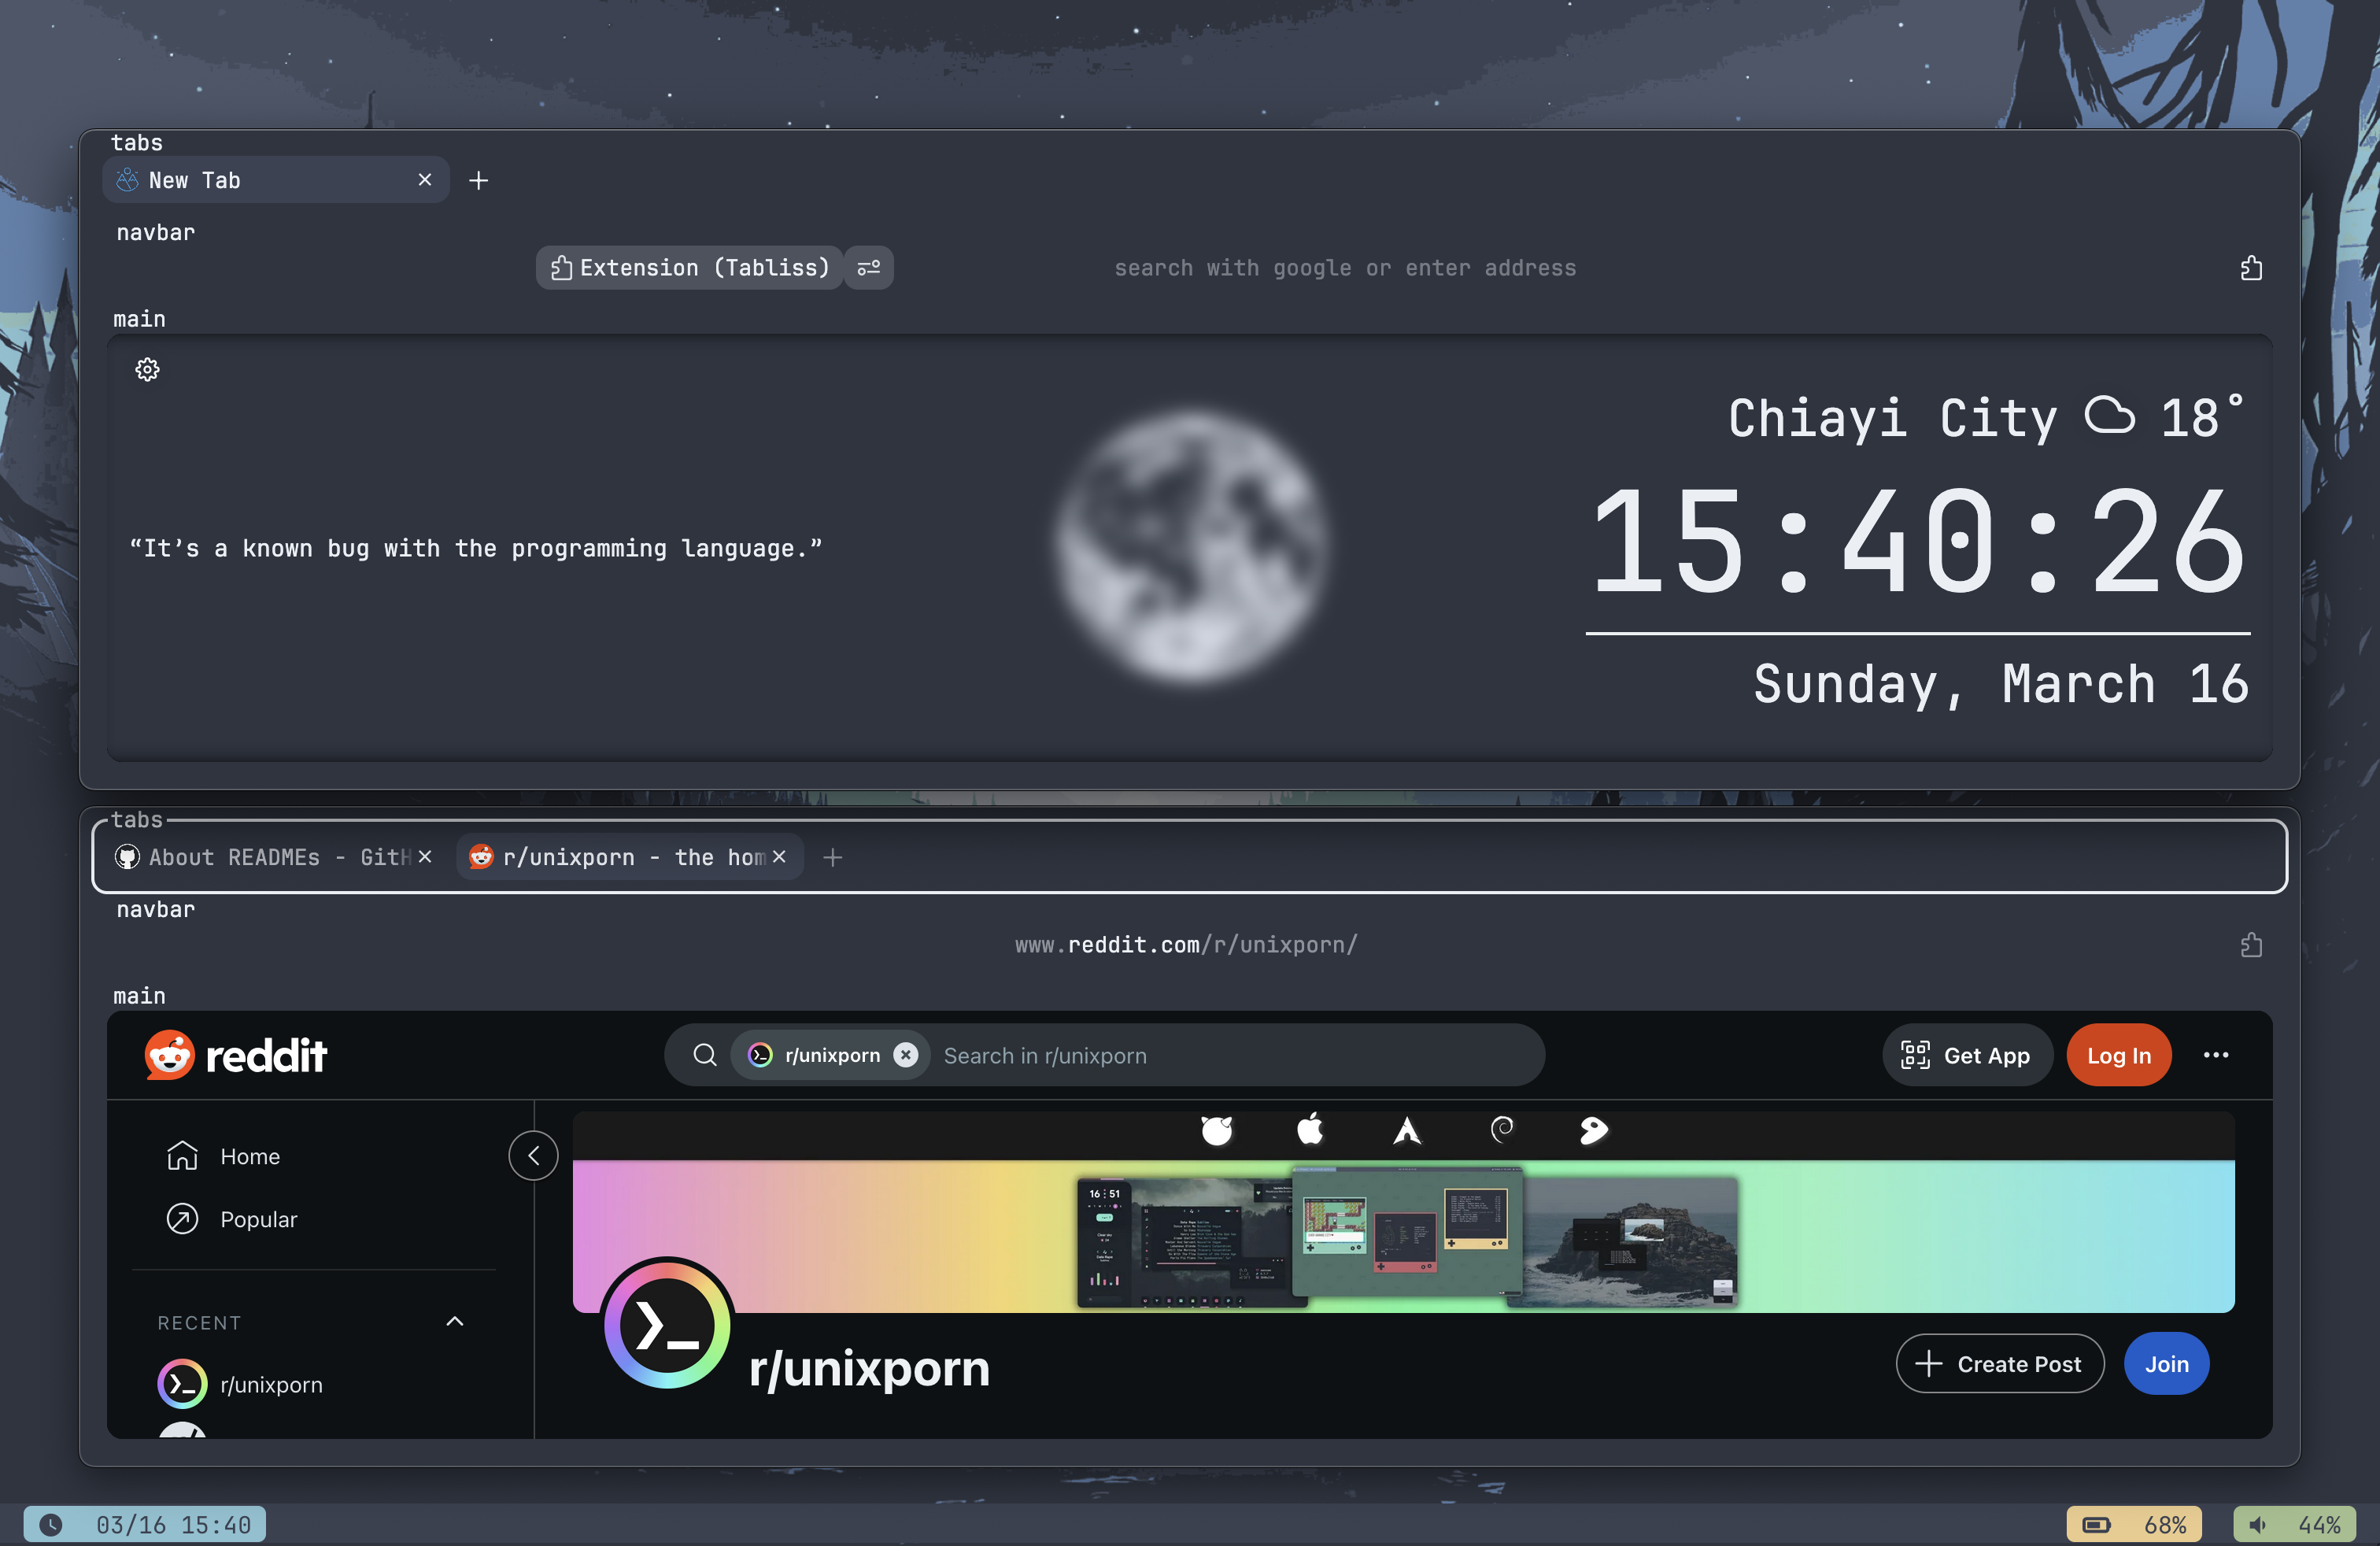 tabs
New Tab
navbar
Extension (Tabliss)
search with google or enter address
main
Chiayi City 18°
“It’s a known bug with the programming language.”
15:40:26
Sunday, March 16
tabs
About READMEs - GitH
r/unixporn - the hom
navbar
www.reddit.com/r/unixporn/
main
reddit
r/unixporn
Search in r/unixporn
Get App
Log In
Home
Popular
16:51
RECENT
r/unixporn
r/unixporn
Create Post
Join
03/16 15:40
68%
44%